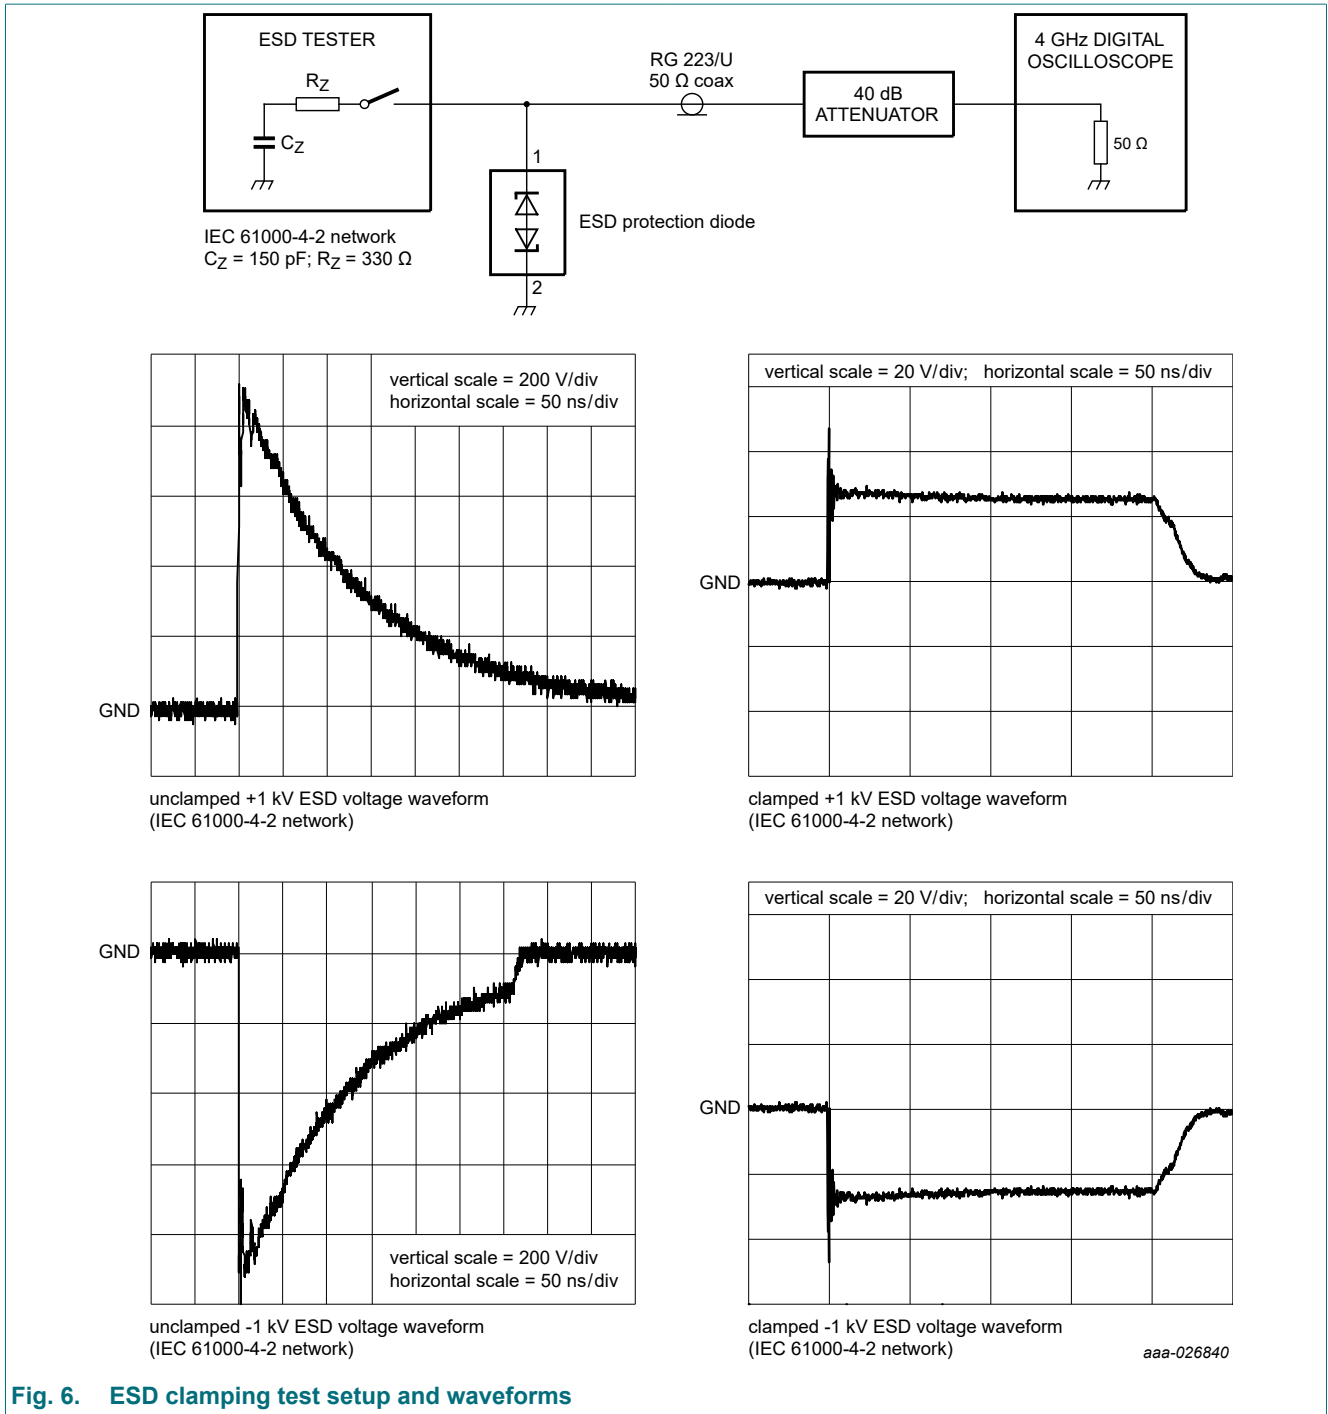 ESD TESTER
RZ
CZ
IEC 61000-4-2 network
CZ = 150 pF; RZ = 330 Ω
1
2
ESD protection diode
RG 223/U
50 Ω coax
40 dB
ATTENUATOR
4 GHz DIGITAL
OSCILLOSCOPE
50 Ω
vertical scale = 200 V/div
horizontal scale = 50 ns/div
GND
unclamped +1 kV ESD voltage waveform
(IEC 61000-4-2 network)
vertical scale = 20 V/div; horizontal scale = 50 ns/div
GND
clamped +1 kV ESD voltage waveform
(IEC 61000-4-2 network)
GND
vertical scale = 200 V/div
horizontal scale = 50 ns/div
unclamped -1 kV ESD voltage waveform
(IEC 61000-4-2 network)
vertical scale = 20 V/div; horizontal scale = 50 ns/div
GND
clamped -1 kV ESD voltage waveform
(IEC 61000-4-2 network)
aaa-026840
Fig. 6. ESD clamping test setup and waveforms